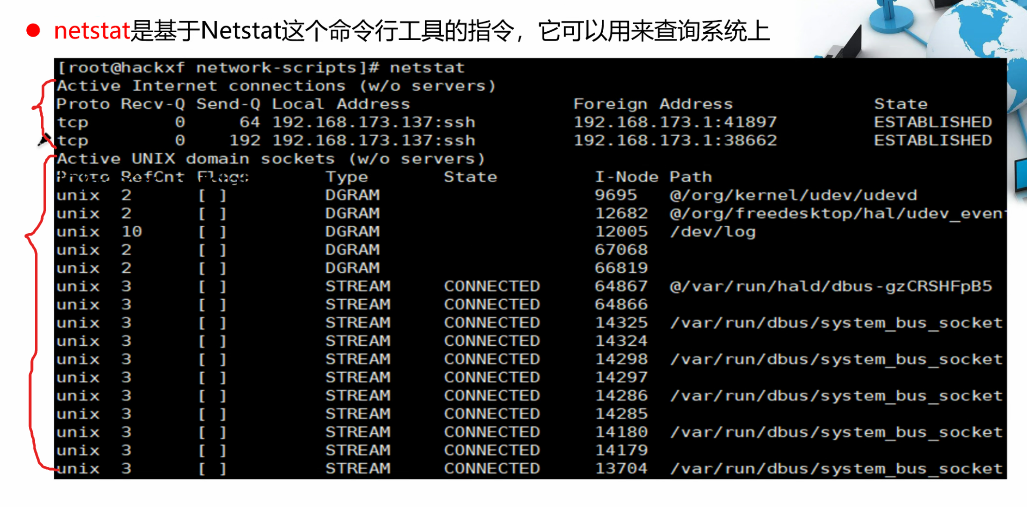 netstat是基于Netstat这个命令行工具的指令，它可以用来查询系统上
[root@hackxf network-scripts]# netstat
Active Internet connections (w/o servers)
Proto Recv-Q Send-Q Local Address Foreign Address State
tcp 0 64 192.168.173.137:ssh 192.168.173.1:41897 ESTABLISHED
tcp 0 192 192.168.173.137:ssh 192.168.173.1:38662 ESTABLISHED
Active UNIX domain sockets (w/o servers)
Proto RefCnt Flags Type State I-Node Path
unix 2 [ ] DGRAM 9695 @/org/kernel/udev/udevd
unix 2 [ ] DGRAM 12682 @/org/freedesktop/hal/udev_event
unix 10 [ ] DGRAM 12005 /dev/log
unix 2 [ ] DGRAM 67068
unix 2 [ ] DGRAM 66819
unix 3 [ ] STREAM CONNECTED 64867 @/var/run/hald/dbus-gzCRSHFpB5
unix 3 [ ] STREAM CONNECTED 64866
unix 3 [ ] STREAM CONNECTED 14325 /var/run/dbus/system_bus_socket
unix 3 [ ] STREAM CONNECTED 14324
unix 3 [ ] STREAM CONNECTED 14298 /var/run/dbus/system_bus_socket
unix 3 [ ] STREAM CONNECTED 14297
unix 3 [ ] STREAM CONNECTED 14286 /var/run/dbus/system_bus_socket
unix 3 [ ] STREAM CONNECTED 14285
unix 3 [ ] STREAM CONNECTED 14180 /var/run/dbus/system_bus_socket
unix 3 [ ] STREAM CONNECTED 14179
unix 3 [ ] STREAM CONNECTED 13704 /var/run/dbus/system_bus_socket